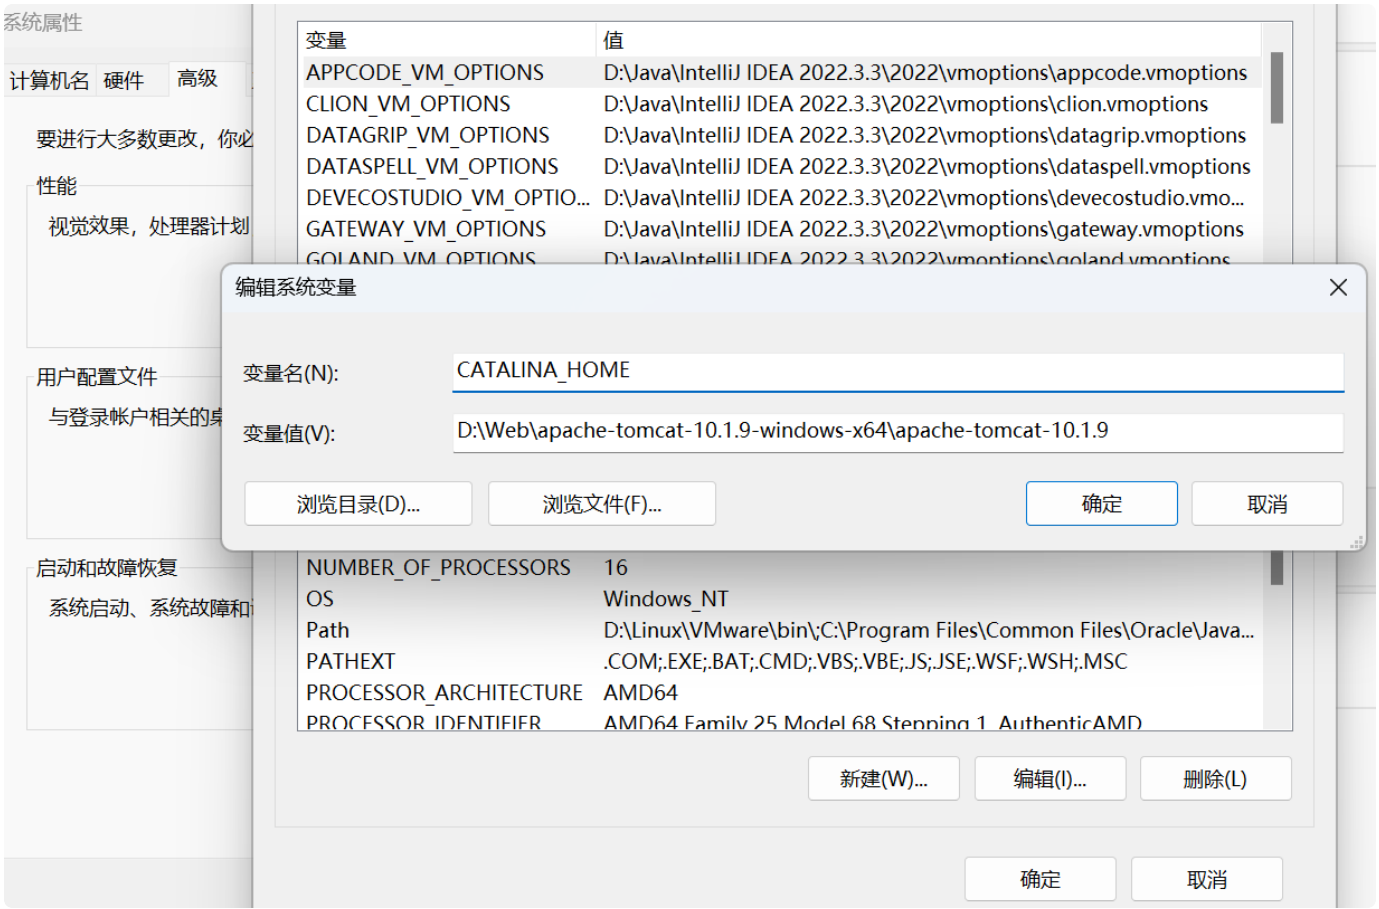 系统属性
计算机名
硬件
高级
要进行大多数更改，你必
性能
视觉效果，处理器计划
用户配置文件
与登录帐户相关的桌
启动和故障恢复
系统启动、系统故障和
变量 值
APPCODE_VM_OPTIONS D:\Java\IntelliJ IDEA 2022.3.3\2022\vmoptions\appcode.vmoptions
CLION_VM_OPTIONS D:\Java\IntelliJ IDEA 2022.3.3\2022\vmoptions\clion.vmoptions
DATAGRIP_VM_OPTIONS D:\Java\IntelliJ IDEA 2022.3.3\2022\vmoptions\datagrip.vmoptions
DATASPELL_VM_OPTIONS D:\Java\IntelliJ IDEA 2022.3.3\2022\vmoptions\dataspell.vmoptions
DEVECOSTUDIO_VM_OPTIO... D:\Java\IntelliJ IDEA 2022.3.3\2022\vmoptions\devecostudio.vmo...
GATEWAY_VM_OPTIONS D:\Java\IntelliJ IDEA 2022.3.3\2022\vmoptions\gateway.vmoptions
GOLAND_VM_OPTIONS D:\Java\IntelliJ IDEA 2022.3.3\2022\vmoptions\goland.vmoptions
编辑系统变量
变量名(N): CATALINA_HOME
变量值(V): D:\Web\apache-tomcat-10.1.9-windows-x64\apache-tomcat-10.1.9
浏览目录(D)... 浏览文件(F)... 确定 取消
NUMBER_OF_PROCESSORS 16
OS Windows_NT
Path D:\Linux\VMware\bin\;C:\Program Files\Common Files\Oracle\Java...
PATHEXT .COM;.EXE;.BAT;.CMD;.VBS;.VBE;.JS;.JSE;.WSF;.WSH;.MSC
PROCESSOR_ARCHITECTURE AMD64
PROCESSOR_IDENTIFIER AMD64 Family 25 Model 68 Stepping 1, AuthenticAMD
新建(W)... 编辑(I)... 删除(L)
确定 取消